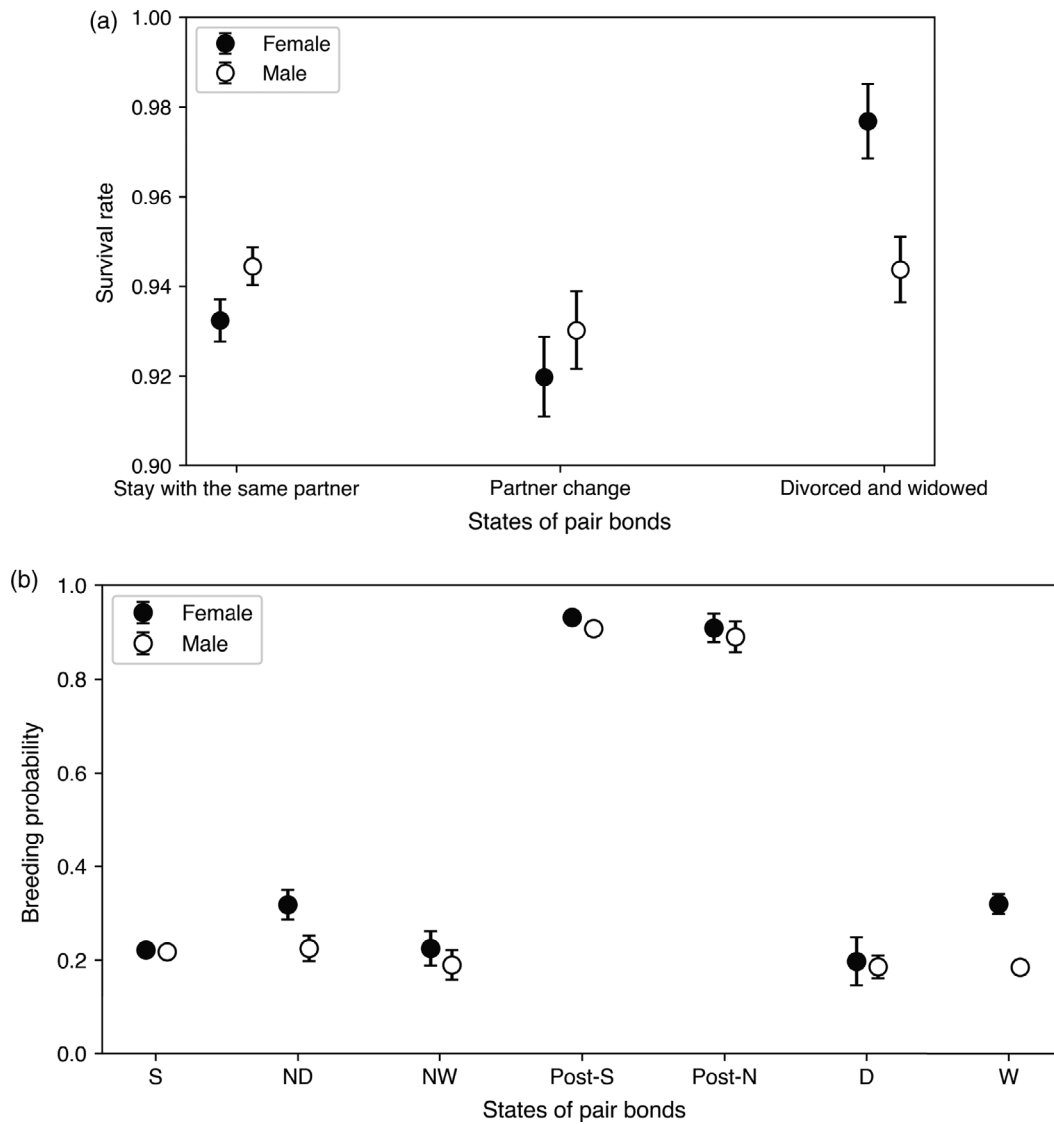 (a)
1.00
0.98
0.96
0.94
0.92
0.90
Survival rate
Female
Male
Stay with the same partner
Partner change
Divorced and widowed
States of pair bonds
(b)
1.0
0.8
0.6
0.4
0.2
0.0
Breeding probability
Female
Male
S
ND
NW
Post-S
Post-N
D
W
States of pair bonds